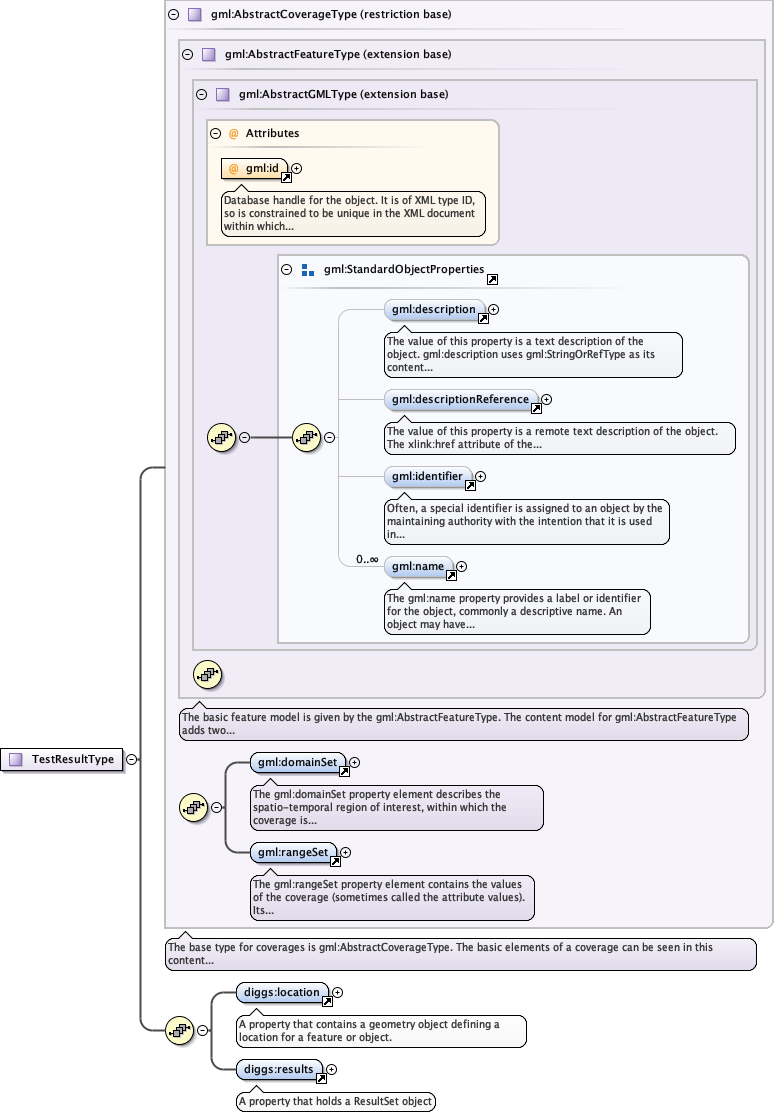 gml:AbstractCoverageType (restriction base)
gml:AbstractFeatureType (extension base)
gml:AbstractGMLType (extension base)
@ Attributes
@ gml:id
Database handle for the object. It is of XML type ID,
so is constrained to be unique in the XML document
within which...
gml:StandardObjectProperties
gml:description
The value of this property is a text description of the
object. gml:description uses gml:StringOrRefType as its
content...
gml:descriptionReference
The value of this property is a remote text description of the object.
The xlink:href attribute of the...
gml:identifier
Often, a special identifier is assigned to an object by the
maintaining authority with the intention that it is used
in...
0..∞
gml:name
The gml:name property provides a label or identifier
for the object, commonly a descriptive name. An
object may have...
The basic feature model is given by the gml:AbstractFeatureType. The content model for gml:AbstractFeatureType
adds two...
TestResultType
gml:domainSet
The gml:domainSet property element describes the
spatio-temporal region of interest, within which the
coverage is...
gml:rangeSet
The gml:rangeSet property element contains the values
of the coverage (sometimes called the attribute values).
Its...
The base type for coverages is gml:AbstractCoverageType. The basic elements of a coverage can be seen in this
content...
diggs:location
A property that contains a geometry object defining a
location for a feature or object.
diggs:results
A property that holds a ResultSet object